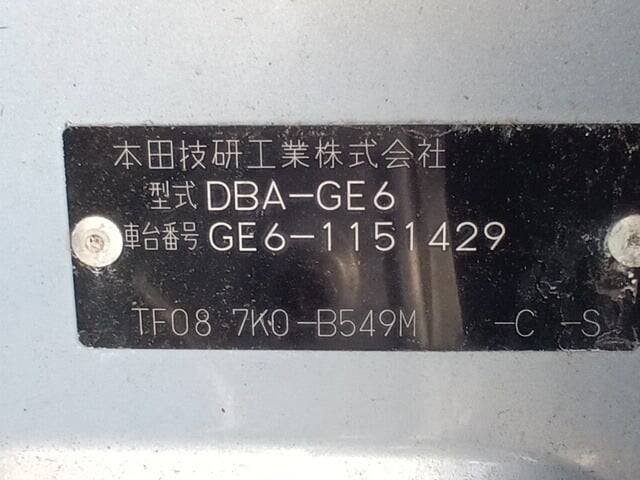 本田技研工業株式会社
型式 DBA-GE6
車台番号 GE6-1151429
TF08 7K0-B549M -C -S